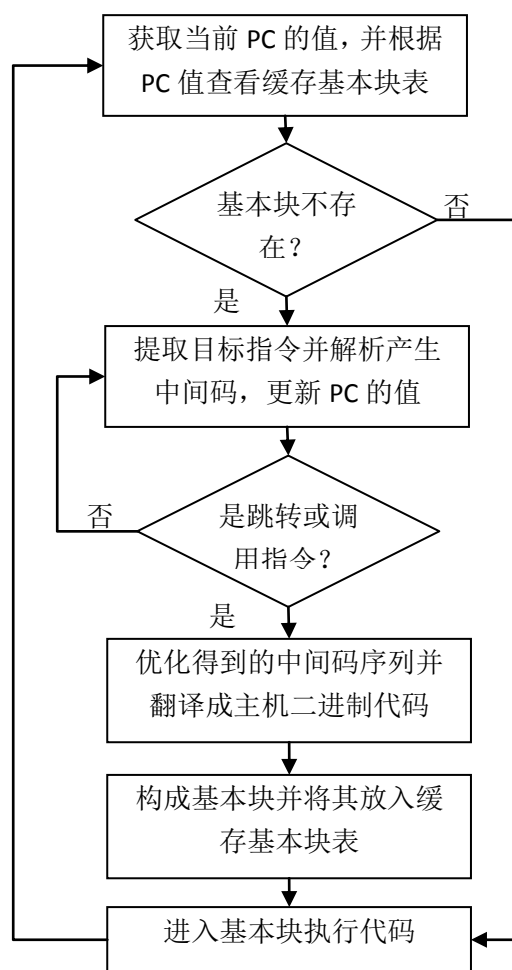 获取当前 PC 的值，并根据
PC 值查看缓存基本块表
基本块不存
在？
否
是
提取目标指令并解析产生
中间码，更新 PC 的值
否
是跳转或调
用指令？
是
优化得到的中间码序列并
翻译成主机二进制代码
构成基本块并将其放入缓
存基本块表
进入基本块执行代码